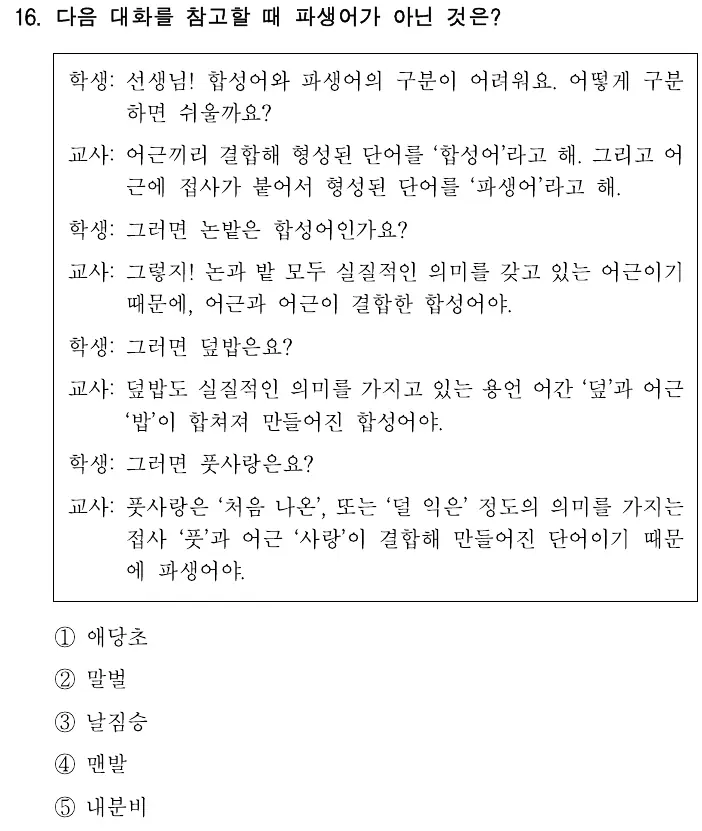 16. 다음 대화를 참고할 때 파생어가 아닌 것은?
학생: 선생님! 합성어와 파생어의 구분이 어려워요. 어떻게 구분
하면 쉬울까요?
교사: 어근끼리 결합해 형성된 단어를 ‘합성어’라고 해. 그리고 어
근에 접사가 붙어서 형성된 단어를 ‘파생어’라고 해.
학생: 그러면 논밭은 합성어인가요?
교사: 그렇지! 논과 밭 모두 실질적인 의미를 갖고 있는 어근이기
때문에, 어근과 어근이 결합한 합성어야.
학생: 그러면 덮밥은요?
교사: 덮밥도 실질적인 의미를 가지고 있는 용언 어간 ‘덮’과 어근
‘밥’이 합쳐져 만들어진 합성어야.
학생: 그러면 풋사랑은요?
교사: 풋사랑은 ‘처음 나온’, 또는 ‘덜 익은’ 정도의 의미를 가지는
접사 ‘풋’과 어근 ‘사랑’이 결합해 만들어진 단어이기 때문
에 파생어야.
① 애당초
② 말벌
③ 날짐승
④ 맨발
⑤ 내분비